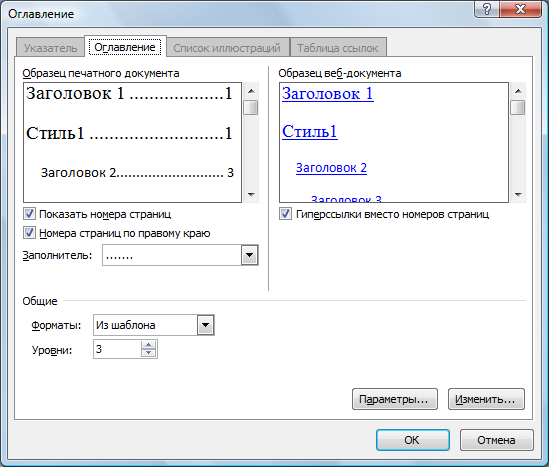 Оглавление
?
Указатель Оглавление Список иллюстраций Таблица ссылок
Образец печатного документа
Заголовок 1 ....................1
Стиль1 ............................1
Заголовок 2........................... 3
Показать номера страниц
Номера страниц по правому краю
Заполнитель: .......
Образец веб-документа
Заголовок 1
Стиль1
Заголовок 2
Заголовок 3
Гиперссылки вместо номеров страниц
Общие
Форматы: Из шаблона
Уровни: 3
Параметры... Изменить...
ОК Отмена